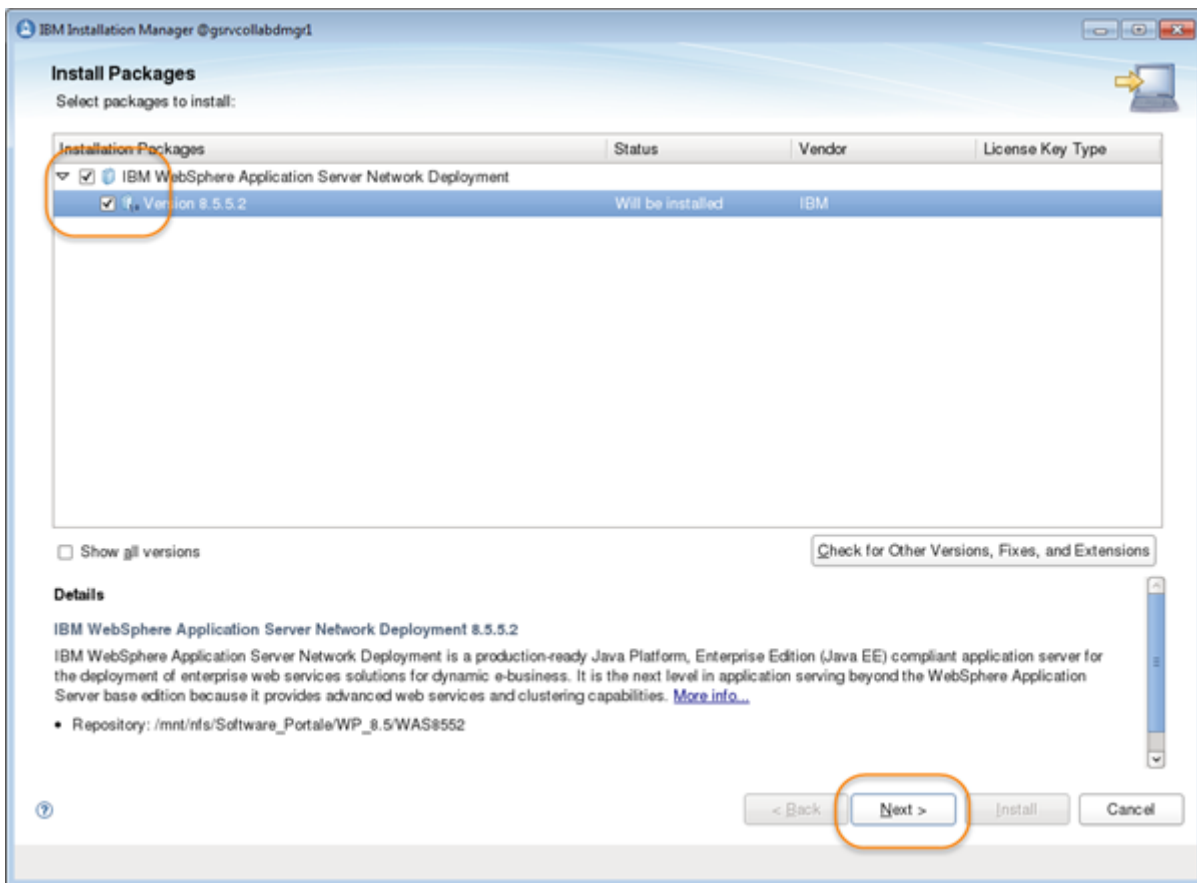 IBM Installation Manager @gsrvcollabdmgr1
Install Packages
Select packages to install:
Installation Packages Status Vendor License Key Type
IBM WebSphere Application Server Network Deployment
Version 8.5.5.2 Will be installed IBM
Show all versions Check for Other Versions, Fixes, and Extensions
Details
IBM WebSphere Application Server Network Deployment 8.5.5.2
IBM WebSphere Application Server Network Deployment is a production-ready Java Platform, Enterprise Edition (Java EE) compliant application server for
the deployment of enterprise web services solutions for dynamic e-business. It is the next level in application serving beyond the WebSphere Application
Server base edition because it provides advanced web services and clustering capabilities. More info...
• Repository: /mnt/nfs/Software_Portale/WP_8.5/WAS8552
? < Back Next > Install Cancel